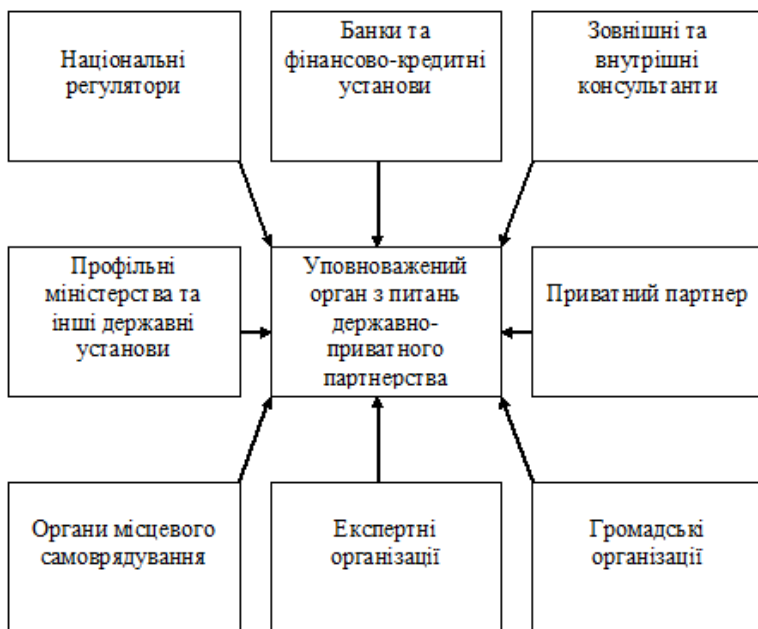 Національні
регулятори
Банки та
фінансово-кредитні
установи
Зовнішні та
внутрішні
консультанти
Профільні
міністерства та
інші державні
установи
Уповноважений
орган з питань
державно-
приватного
партнерства
Приватний партнер
Органи місцевого
самоврядування
Експертні
організації
Громадські
організації